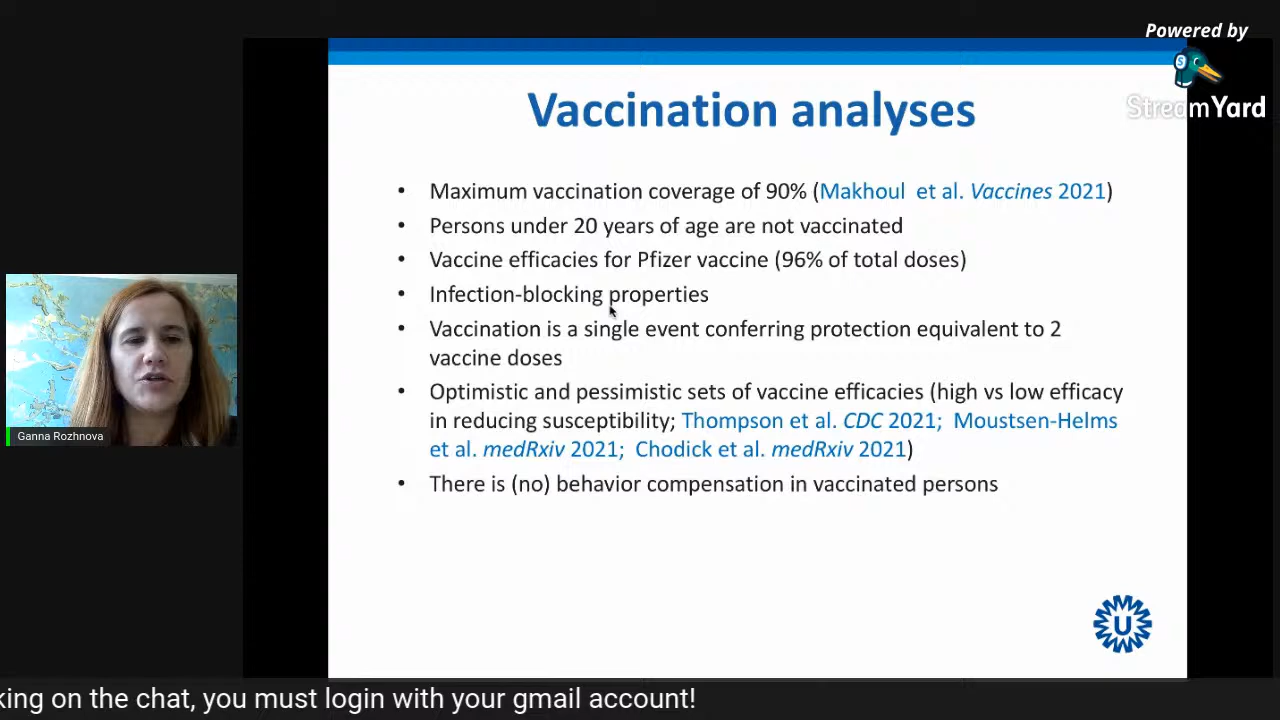 Powered by
StreamYard
Vaccination analyses
• Maximum vaccination coverage of 90% (Makhoul et al. Vaccines 2021)
• Persons under 20 years of age are not vaccinated
• Vaccine efficacies for Pfizer vaccine (96% of total doses)
• Infection-blocking properties
• Vaccination is a single event conferring protection equivalent to 2
vaccine doses
• Optimistic and pessimistic sets of vaccine efficacies (high vs low efficacy
in reducing susceptibility; Thompson et al. CDC 2021; Moustsen-Helms
et al. medRxiv 2021; Chodick et al. medRxiv 2021)
• There is (no) behavior compensation in vaccinated persons
Ganna Rozhnova
U
king on the chat, you must login with your gmail account!